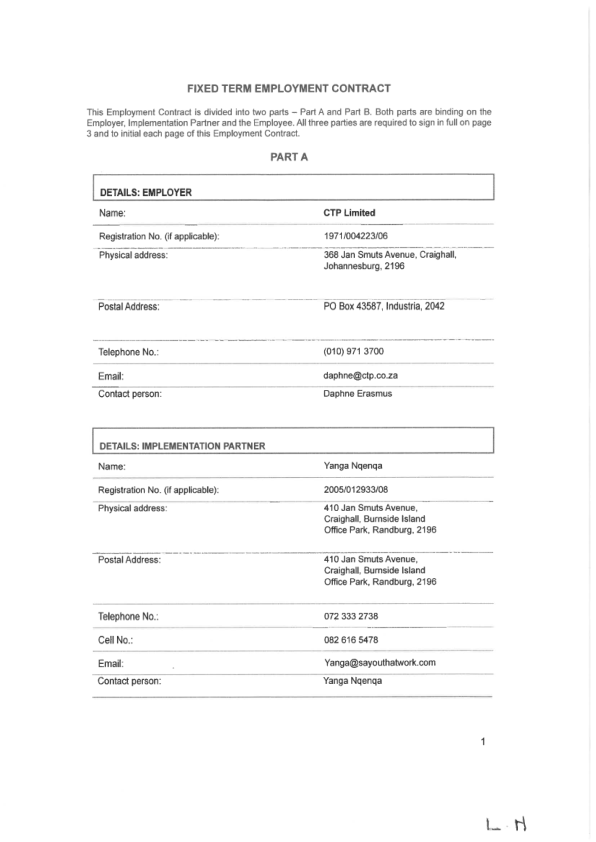 FIXED TERM EMPLOYMENT CONTRACT
This Employment Contract is divided into two parts – Part A and Part B. Both parts are binding on the
Employer, Implementation Partner and the Employee. All three parties are required to sign in full on page
3 and to initial each page of this Employment Contract.
PART A
DETAILS: EMPLOYER
Name: CTP Limited
Registration No. (if applicable): 1971/004223/06
Physical address: 368 Jan Smuts Avenue, Craighall,
Johannesburg, 2196
Postal Address: PO Box 43587, Industria, 2042
Telephone No.: (010) 971 3700
Email: daphne@ctp.co.za
Contact person: Daphne Erasmus
DETAILS: IMPLEMENTATION PARTNER
Name: Yanga Nqenqa
Registration No. (if applicable): 2005/012933/08
Physical address: 410 Jan Smuts Avenue,
Craighall, Burnside Island
Office Park, Randburg, 2196
Postal Address: 410 Jan Smuts Avenue,
Craighall, Burnside Island
Office Park, Randburg, 2196
Telephone No.: 072 333 2738
Cell No.: 082 616 5478
Email: Yanga@sayouthatwork.com
Contact person: Yanga Nqenqa
1
L.N